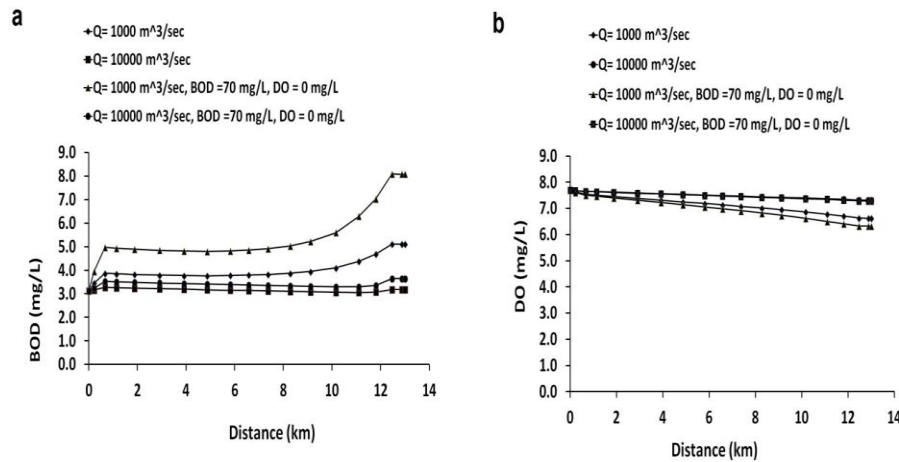 a
Q= 1000 m^3/sec
Q= 10000 m^3/sec
Q= 1000 m^3/sec, BOD =70 mg/L, DO = 0 mg/L
Q= 10000 m^3/sec, BOD =70 mg/L, DO = 0 mg/L
9.0
8.0
7.0
6.0
5.0
4.0
3.0
2.0
1.0
0.0
BOD (mg/L)
0 2 4 6 8 10 12 14
Distance (km)
b
Q= 1000 m^3/sec
Q= 10000 m^3/sec
Q= 1000 m^3/sec, BOD =70 mg/L, DO = 0 mg/L
Q= 10000 m^3/sec, BOD =70 mg/L, DO = 0 mg/L
9.0
8.0
7.0
6.0
5.0
4.0
3.0
2.0
1.0
0.0
DO (mg/L)
0 2 4 6 8 10 12 14
Distance (km)